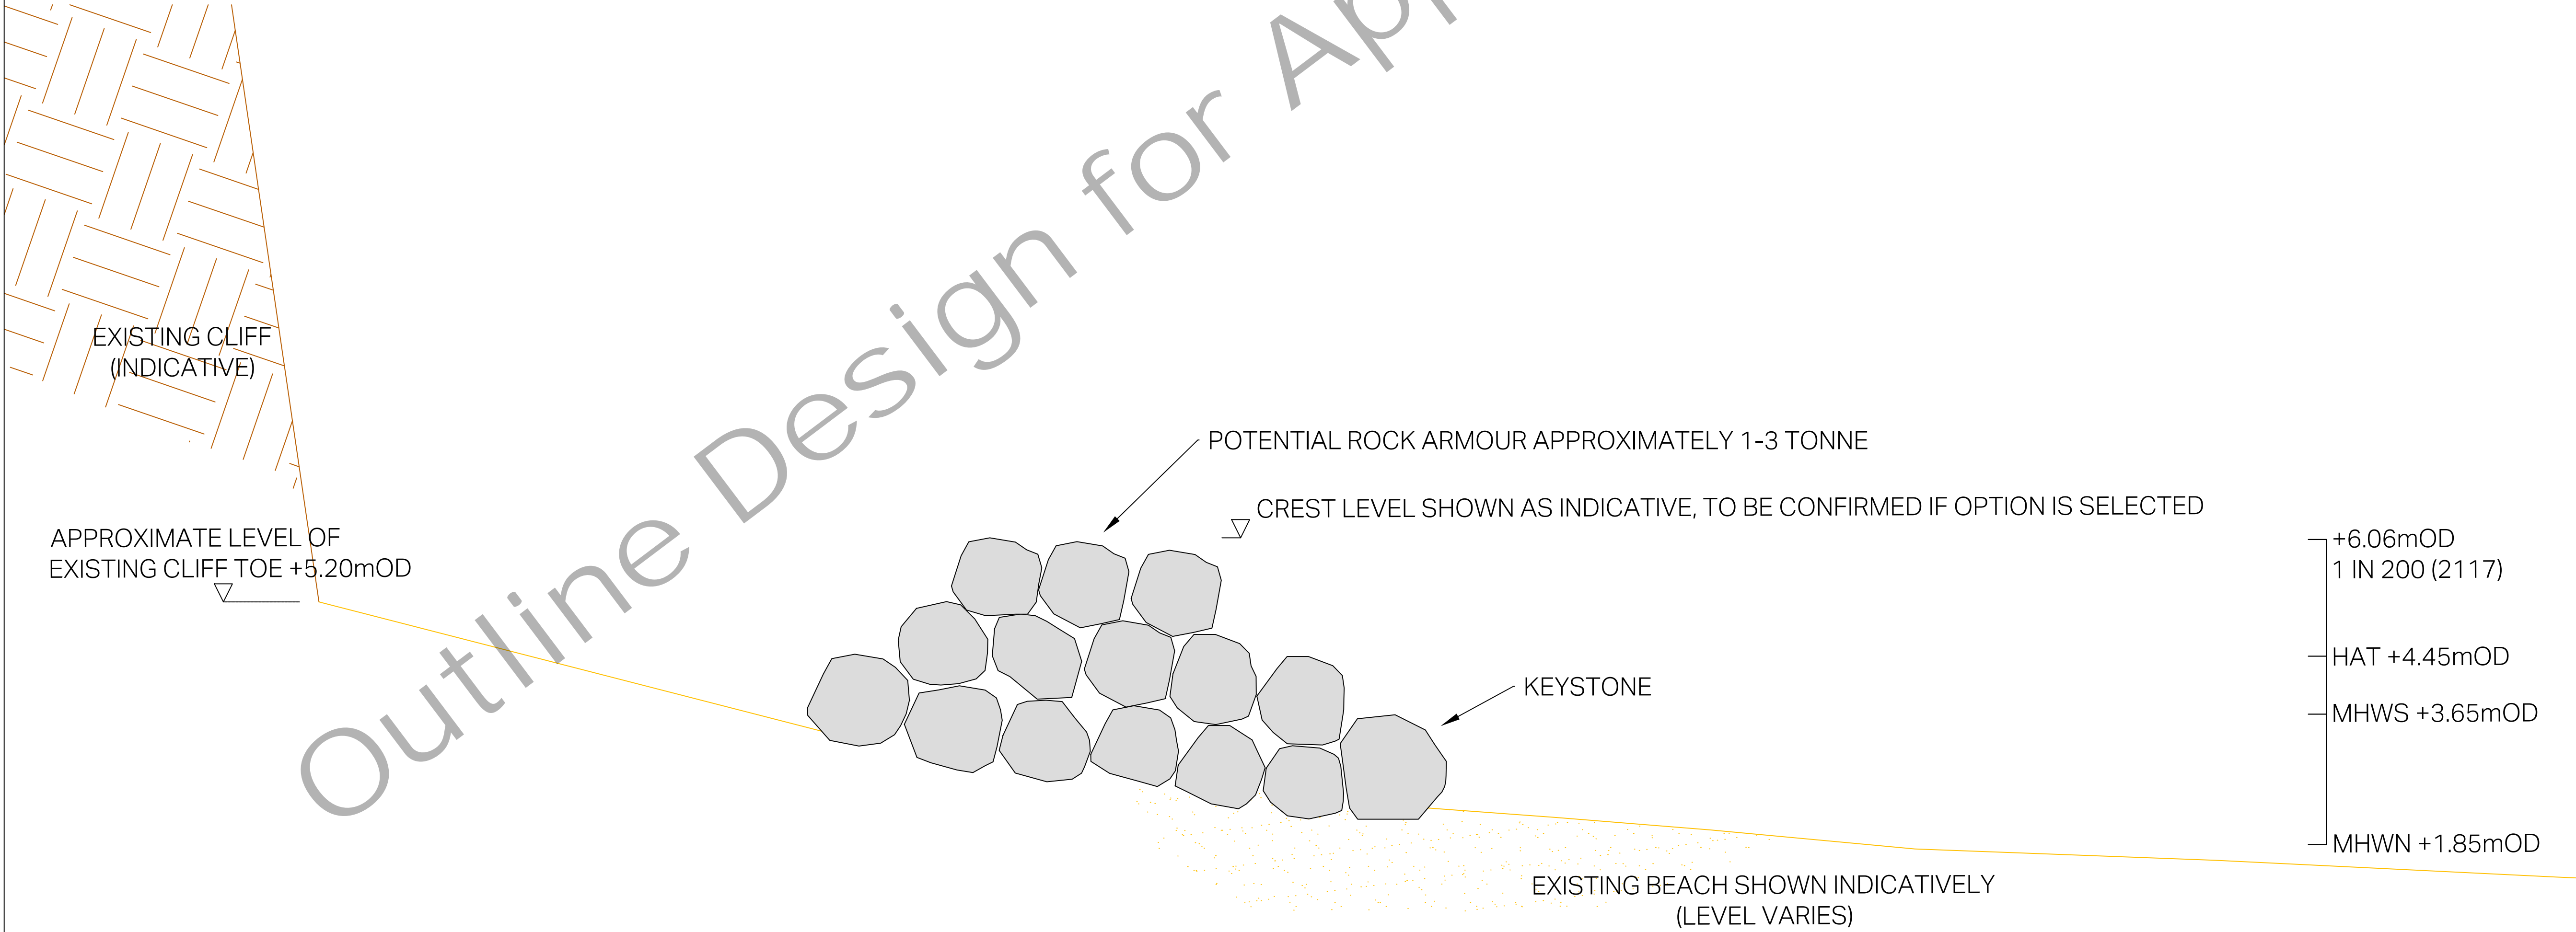 Outline Design for
EXISTING CLIFF
(INDICATIVE)
APPROXIMATE LEVEL OF
EXISTING CLIFF TOE +5.20mOD
POTENTIAL ROCK ARMOUR APPROXIMATELY 1-3 TONNE
CREST LEVEL SHOWN AS INDICATIVE, TO BE CONFIRMED IF OPTION IS SELECTED
KEYSTONE
+6.06mOD
1 IN 200 (2117)
HAT +4.45mOD
MHWS +3.65mOD
MHWN +1.85mOD
EXISTING BEACH SHOWN INDICATIVELY
(LEVEL VARIES)